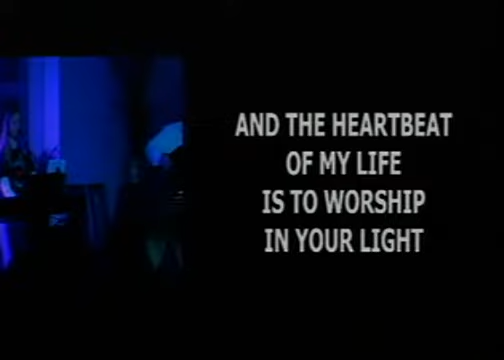 AND THE HEARTBEAT
OF MY LIFE
IS TO WORSHIP
IN YOUR LIGHT